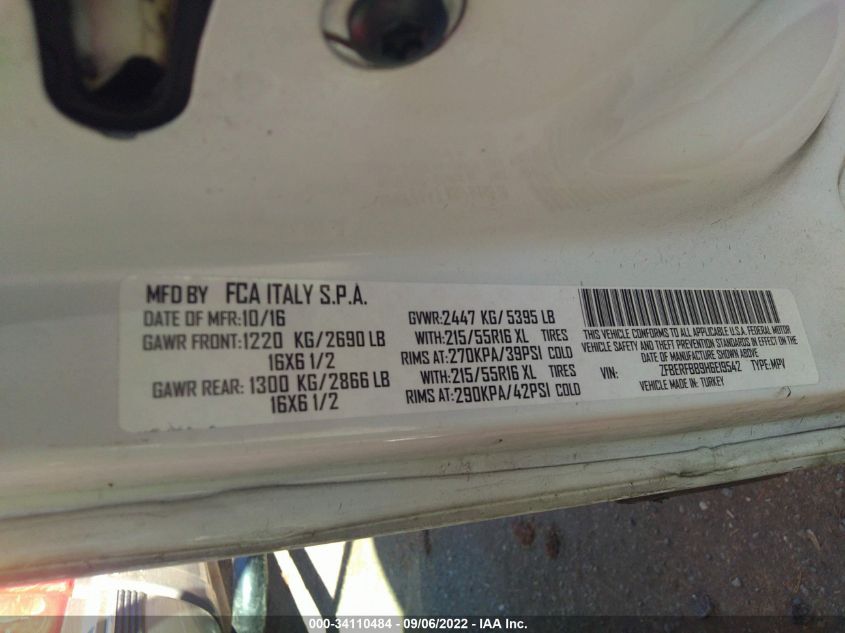 MFD BY FCA ITALY S.P.A.
DATE OF MFR:10/16
GAWR FRONT:1220 KG/2690 LB
16X6 1/2
GAWR REAR: 1300 KG/2866 LB
16X6 1/2
GVWR:2447 KG/5395 LB
WITH:215/55R16 XL TIRES
RIMS AT:270KPA/39PSI COLD
WITH:215/55R16 XL TIRES
RIMS AT:290KPA/42PSI COLD
THIS VEHICLE CONFORMS TO ALL APPLICABLE U.S.A. FEDERAL MOTOR
VEHICLE SAFETY AND THEFT PREVENTION STANDARDS IN EFFECT ON THE
DATE OF MANUFACTURE SHOWN ABOVE.
VIN: ZFBERFBB9H6E19542 TYPE:MPV
VEHICLE MADE IN: TURKEY
000-34110484 - 09/06/2022 - IAA Inc.